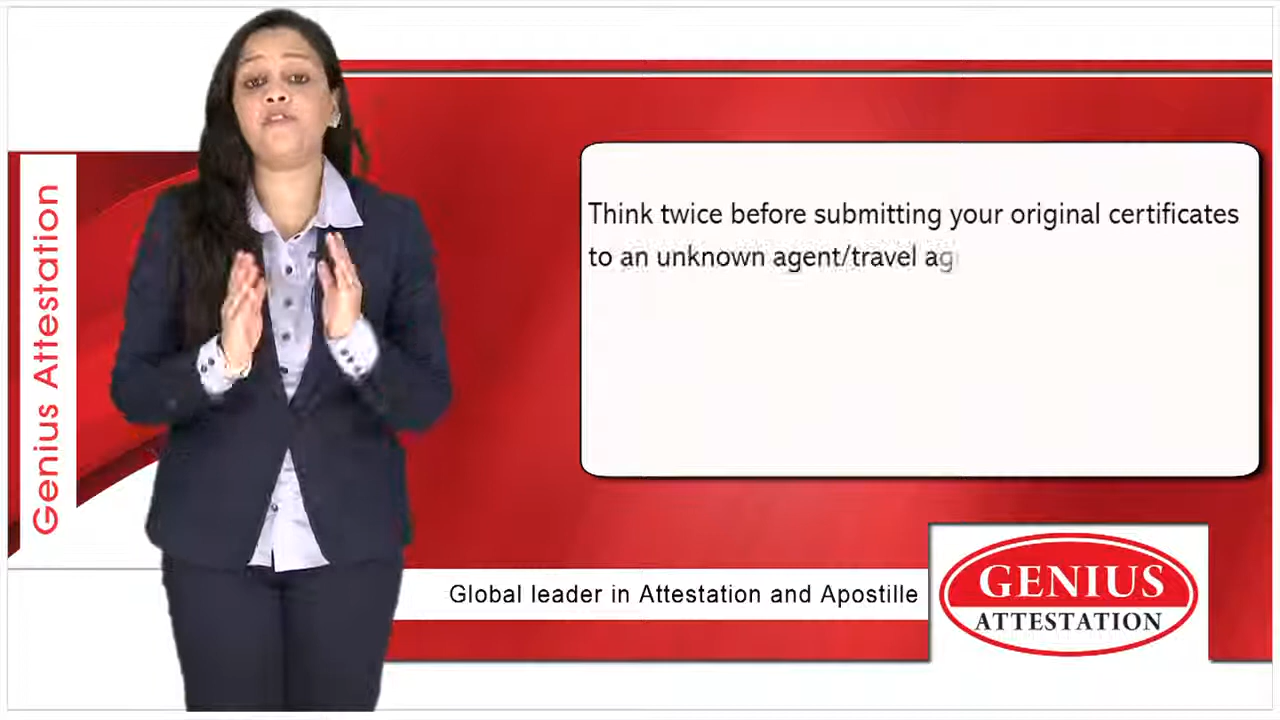 Genius Attestation
Think twice before submitting your original certificates
to an unknown agent/travel ag
Global leader in Attestation and Apostille
GENIUS
ATTESTATION